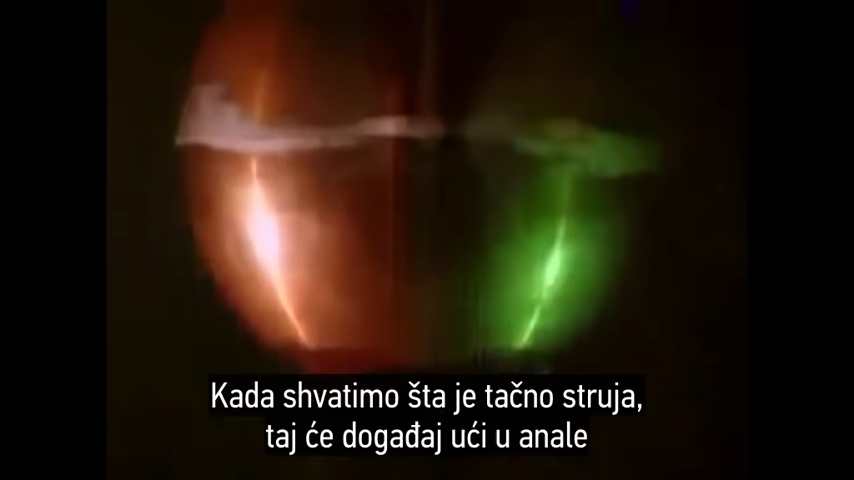 Kada shvatimo šta je tačno struja,
taj će događaj ući u anale